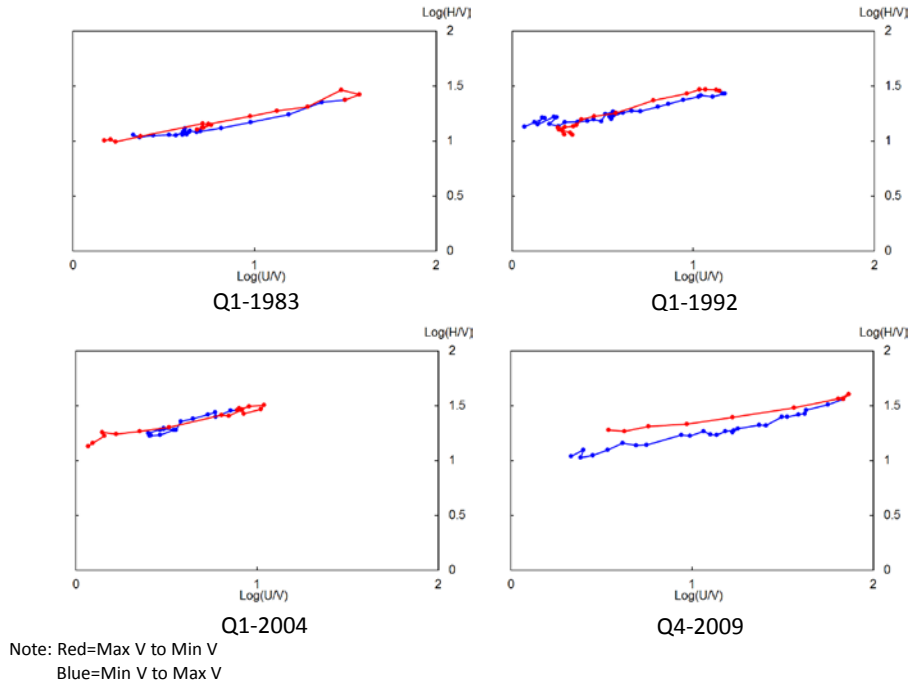 Log(H/V)
2
1.5
1
0.5
0
0 1 2
Log(U/V)
Q1-1983
Log(H/V)
2
1.5
1
0.5
0
0 1 2
Log(U/V)
Q1-1992
Log(H/V)
2
1.5
1
0.5
0
0 1 2
Log(U/V)
Q1-2004
Log(H/V)
2
1.5
1
0.5
0
0 1 2
Log(U/V)
Q4-2009
Note: Red=Max V to Min V
Blue=Min V to Max V